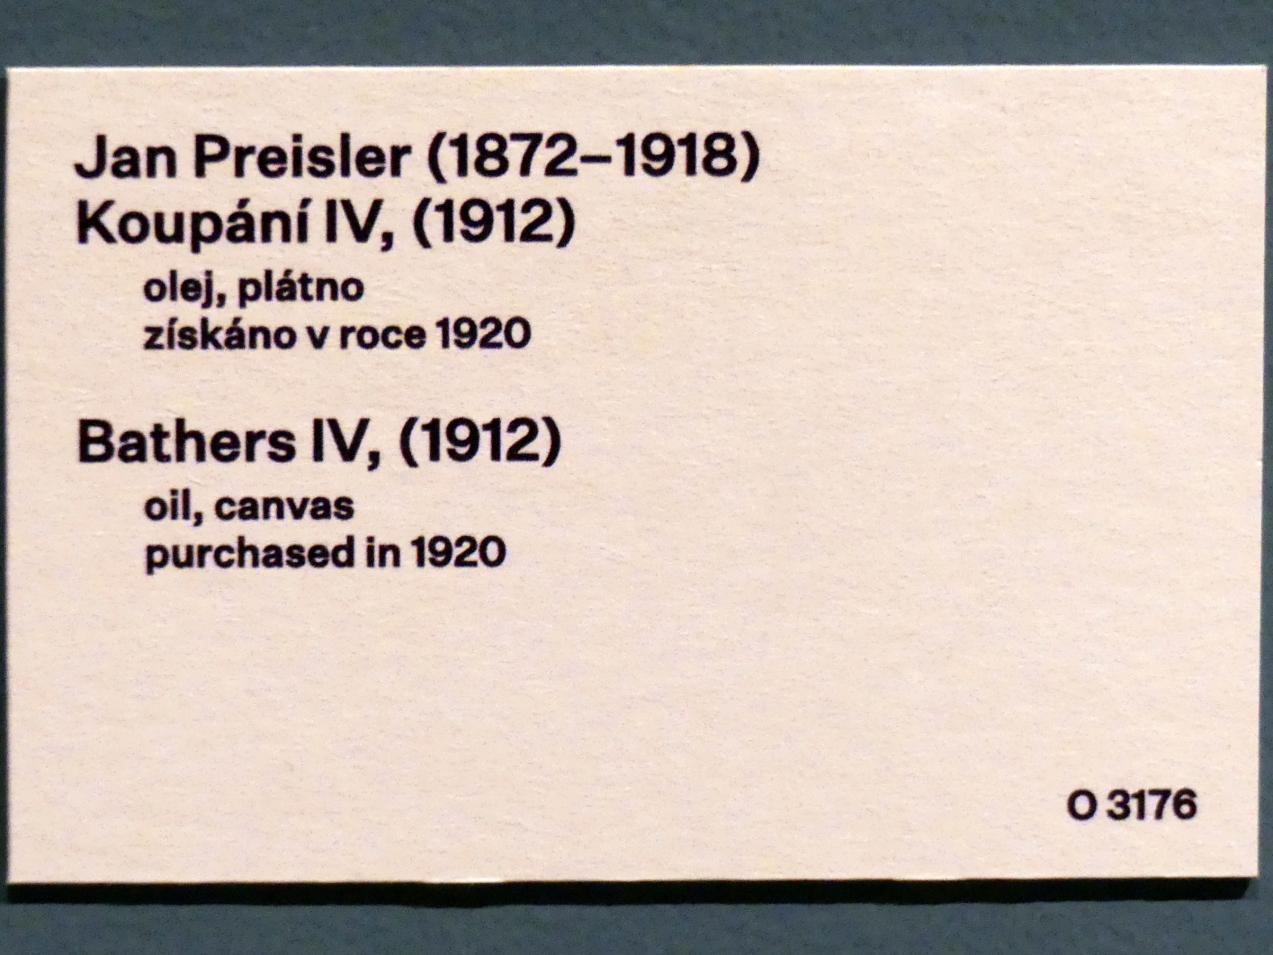 Jan Preisler (1872–1918)
Koupání IV, (1912)
olej, plátno
získáno v roce 1920
Bathers IV, (1912)
oil, canvas
purchased in 1920
O 3176